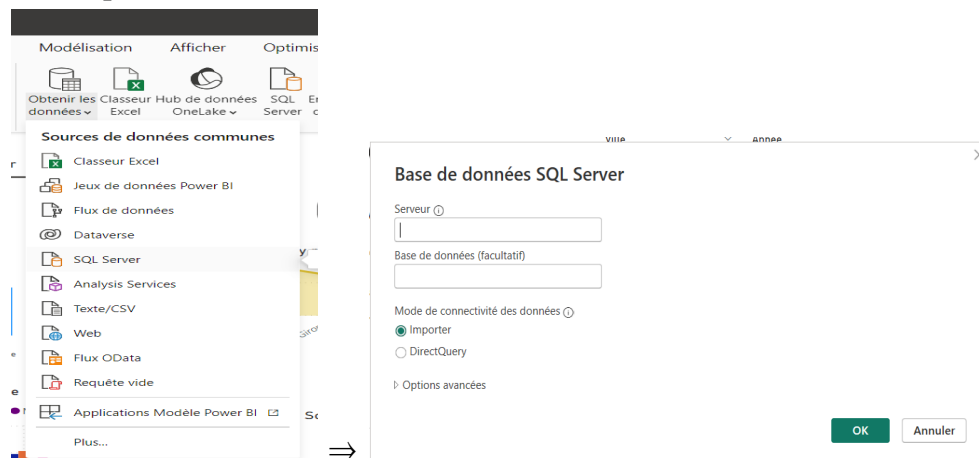 Modélisation Afficher Optimis
Obtenir les Classeur Hub de données SQL
données Excel OneLake Server
Sources de données communes
Classeur Excel
Jeux de données Power BI
Flux de données
Dataverse
SQL Server
Analysis Services
Texte/CSV
Web
Flux OData
Requête vide
Applications Modèle Power BI
Plus...
⇒
Ville Année
Base de données SQL Server
Serveur
Base de données (facultatif)
Mode de connectivité des données
Importer
DirectQuery
Options avancées
OK Annuler